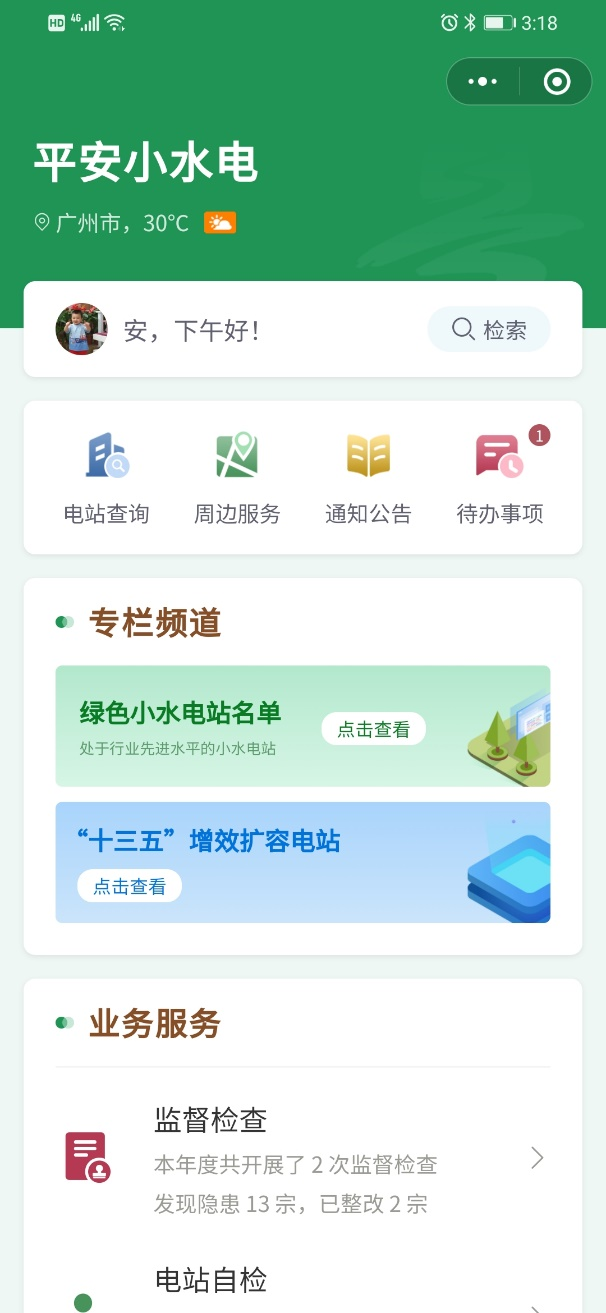 HD 4G 3:18
平安小水电
广州市，30℃
安，下午好！
检索
1
电站查询 周边服务 通知公告 待办事项
专栏频道
绿色小水电站名单
点击查看
处于行业先进水平的小水电站
“十三五”增效扩容电站
点击查看
业务服务
监督检查
本年度共开展了 2 次监督检查
发现隐患 13 宗，已整改 2 宗
电站自检